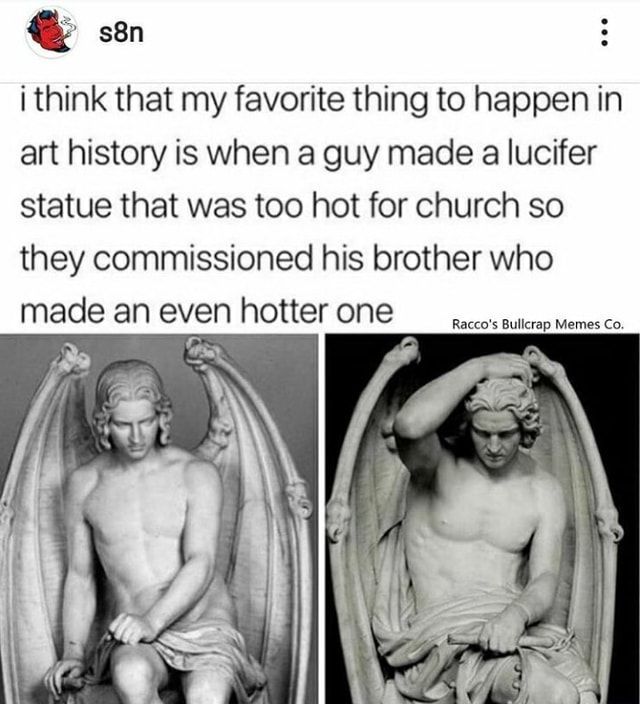 s8n
i think that my favorite thing to happen in
art history is when a guy made a lucifer
statue that was too hot for church so
they commissioned his brother who
made an even hotter one
Racco's Bullcrap Memes Co.